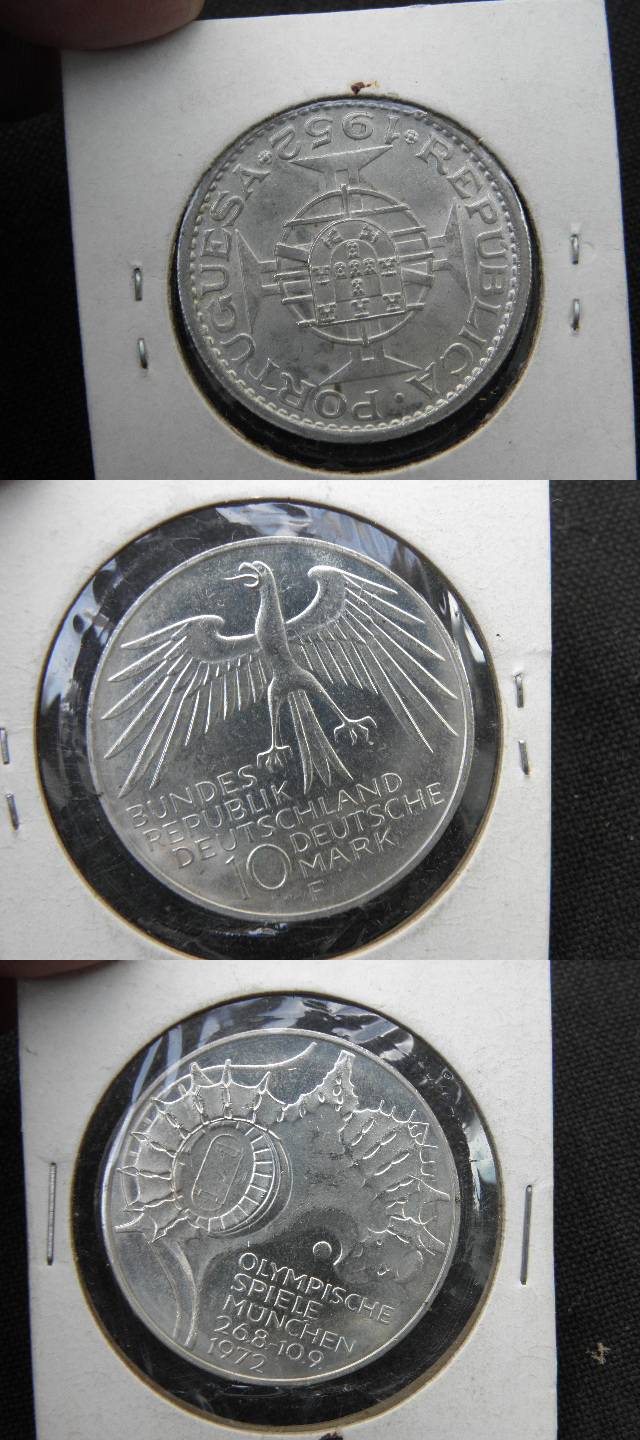 REPUBLICA · PORTUGUESA
1952
BUNDES
REPUBLIK
DEUTSCHLAND
10 DEUTSCHE
MARK
F
OLYMPISCHE
SPIELE
MÜNCHEN
26.8-10.9
1972